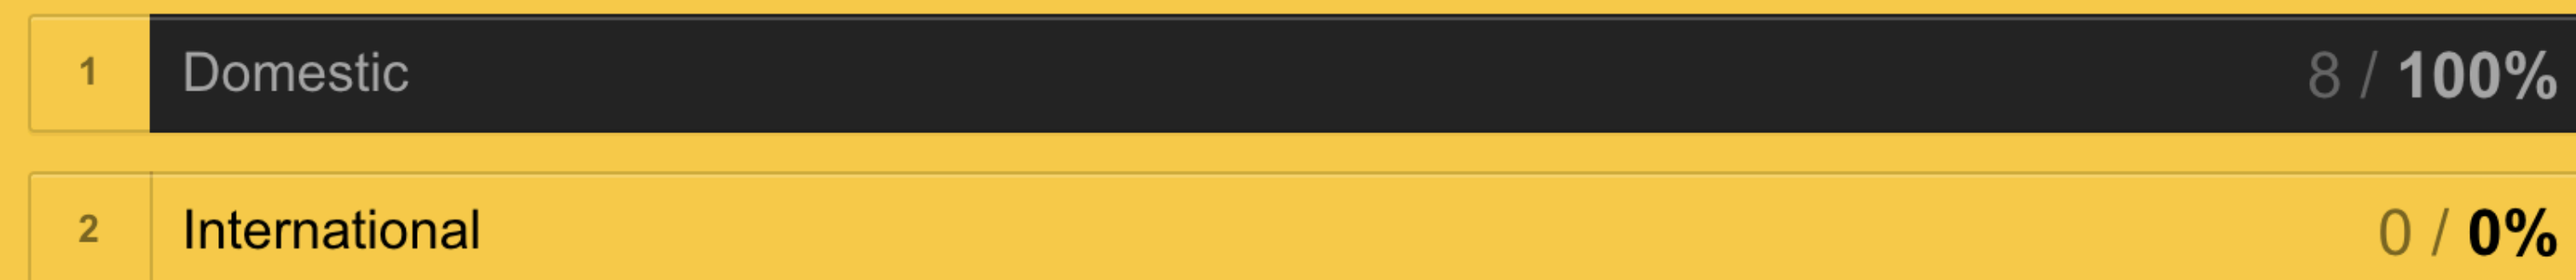 1 Domestic 8 / 100%
2 International 0 / 0%